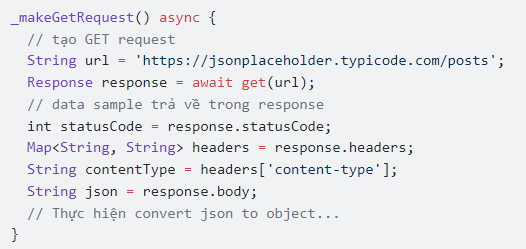 _makeGetRequest() async {
  // tạo GET request
  String url = 'https://jsonplaceholder.typicode.com/posts';
  Response response = await get(url);
  // data sample trả về trong response
  int statusCode = response.statusCode;
  Map<String, String> headers = response.headers;
  String contentType = headers['content-type'];
  String json = response.body;
  // Thực hiện convert json to object...
}